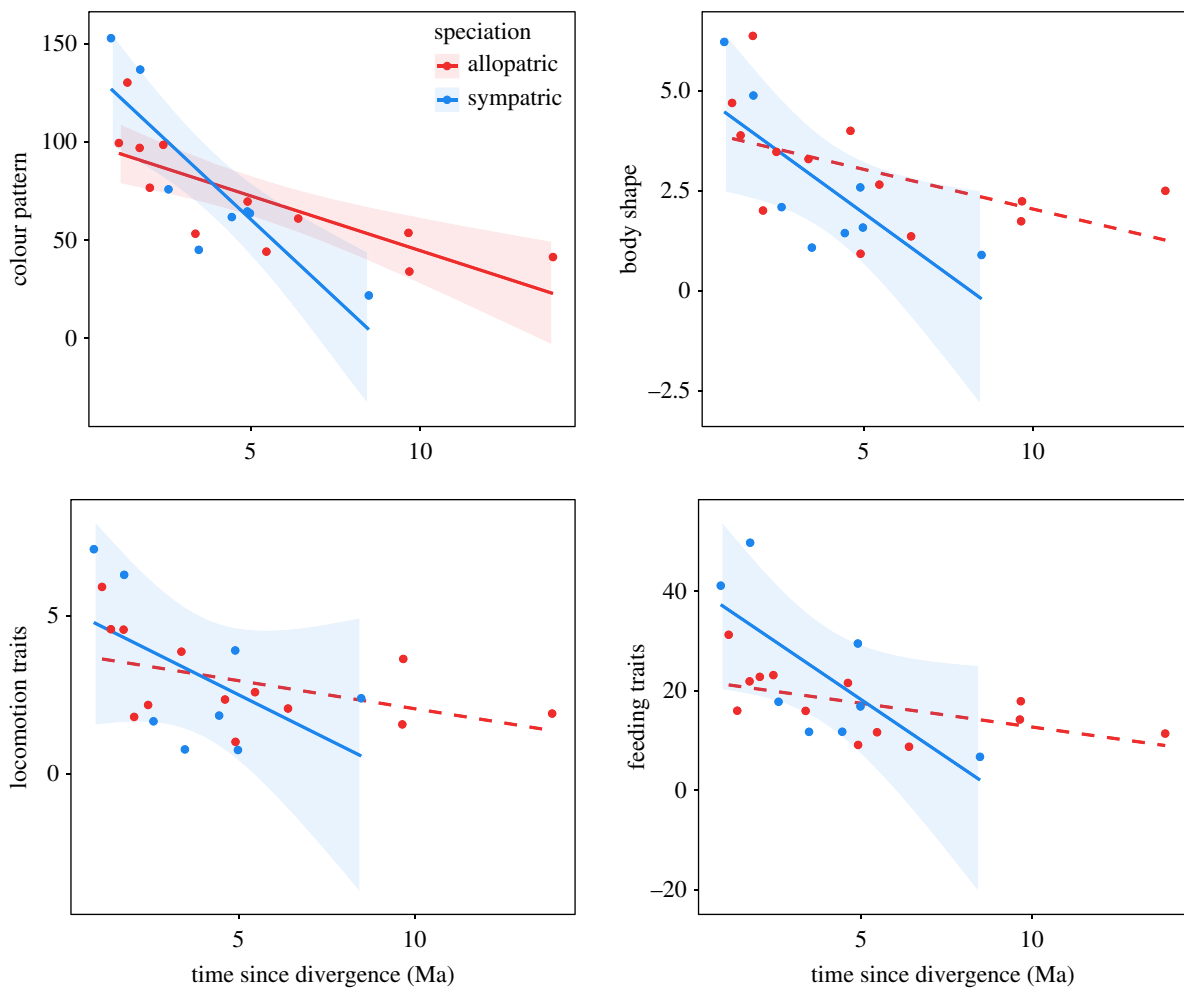 speciation
allopatric
sympatric
colour pattern
150
100
50
0
5
10
body shape
5.0
2.5
0
−2.5
5
10
locomotion traits
5
0
5
10
time since divergence (Ma)
feeding traits
40
20
0
−20
5
10
time since divergence (Ma)